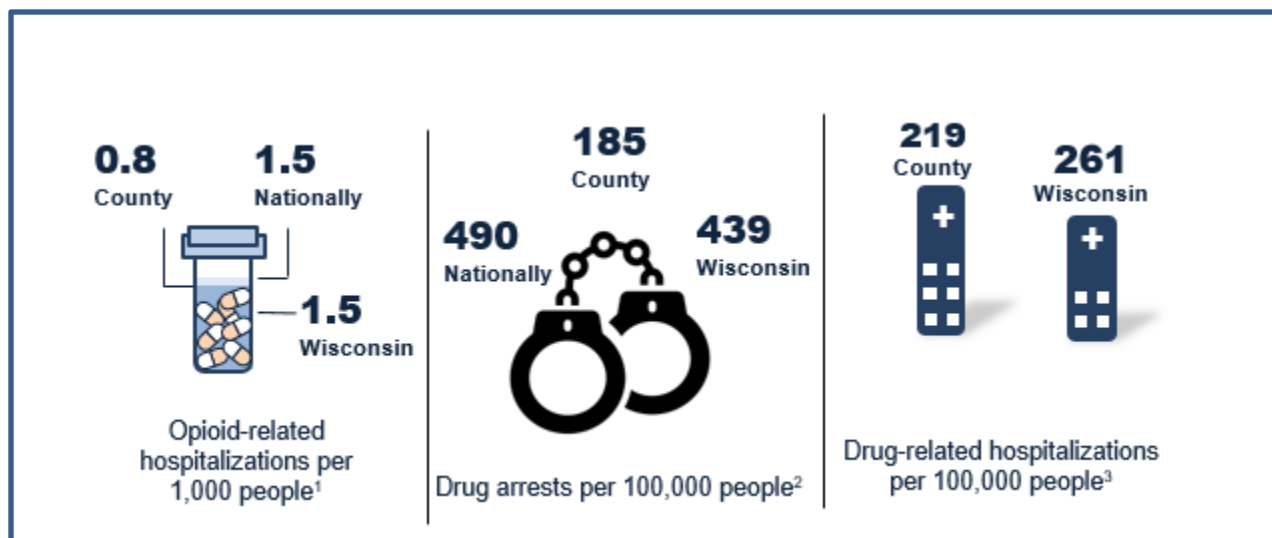 0.8
County
1.5
Nationally
1.5
Wisconsin
Opioid-related
hospitalizations per
1,000 people¹
185
County
490
Nationally
439
Wisconsin
Drug arrests per 100,000 people²
219
County
261
Wisconsin
Drug-related hospitalizations
per 100,000 people³